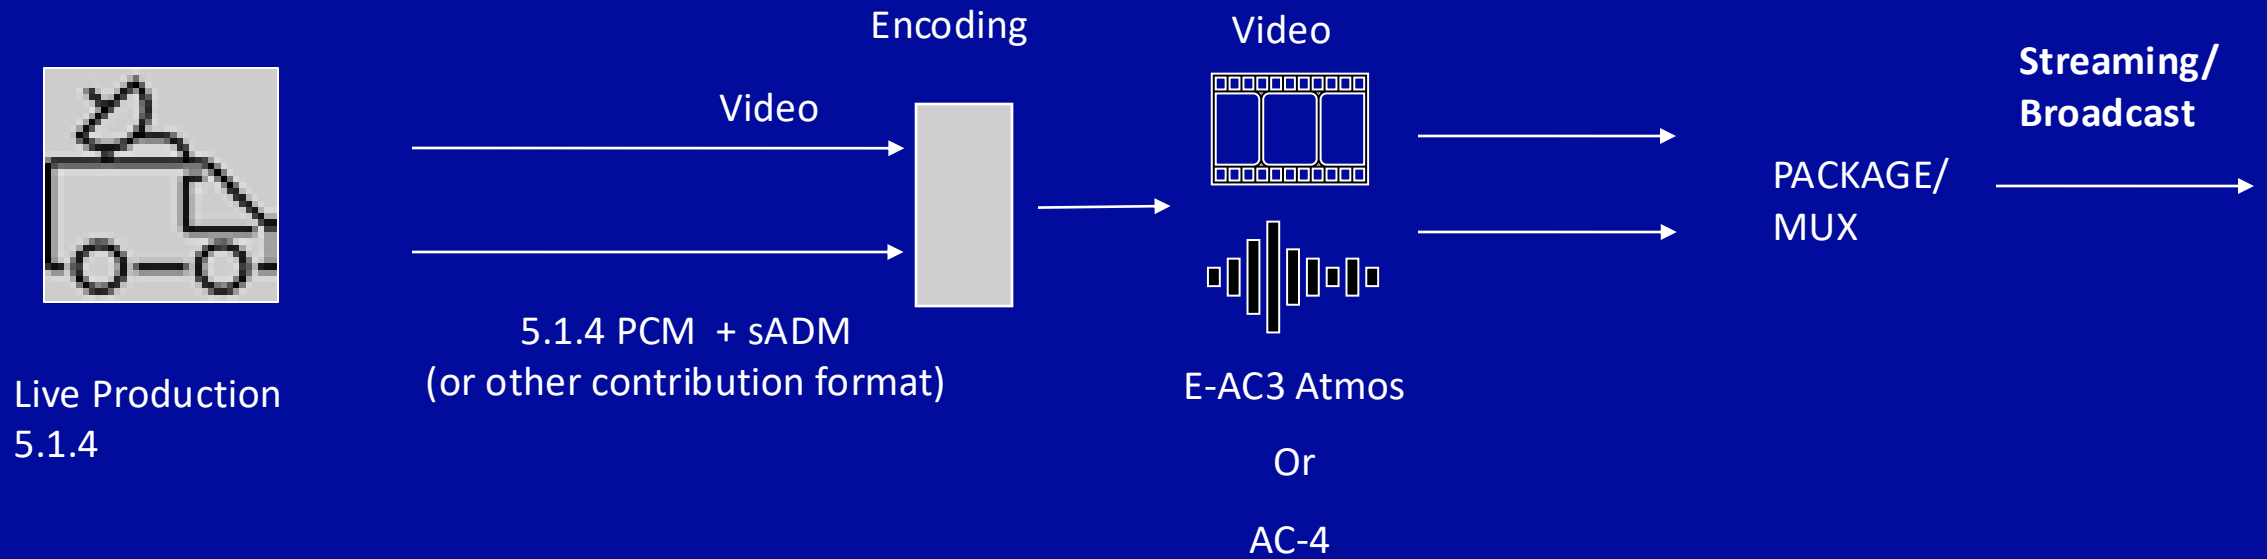 Encoding
Video
Streaming/
Broadcast
Video
PACKAGE/
MUX
5.1.4 PCM + sADM
(or other contribution format)
Live Production
5.1.4
E-AC3 Atmos
Or
AC-4